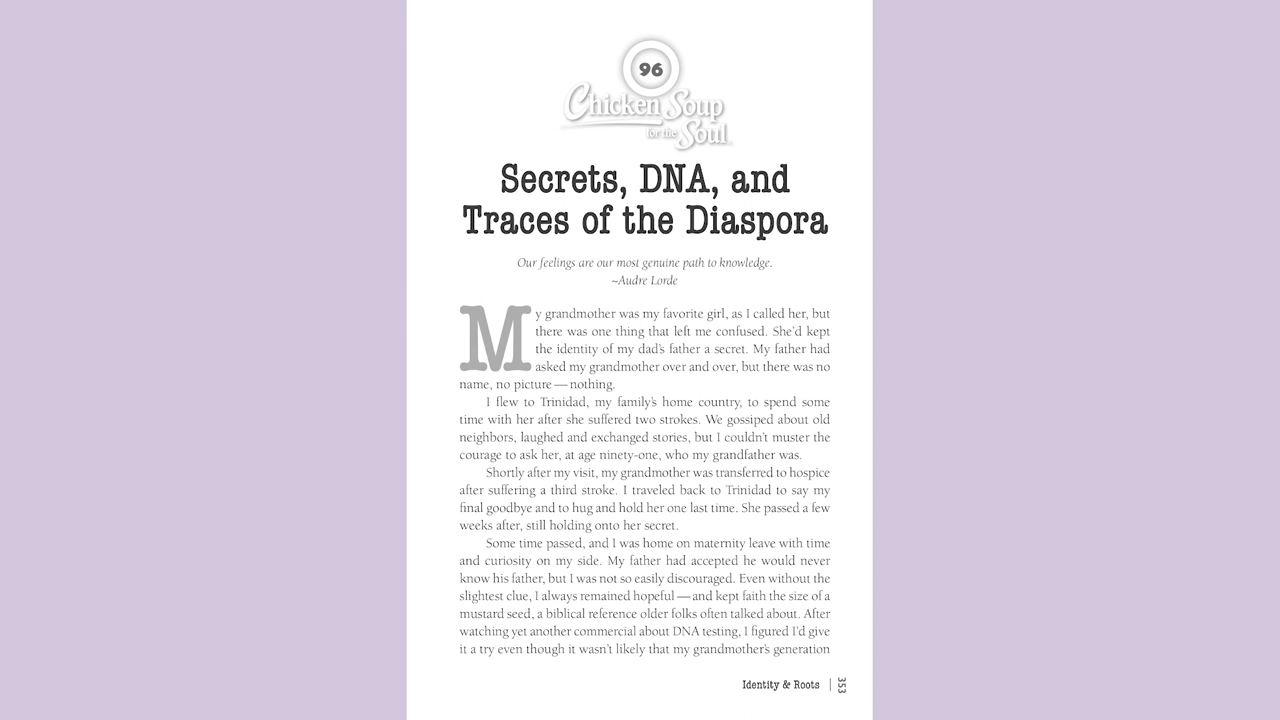 96
Chicken Soup
for the Soul
Secrets, DNA, and
Traces of the Diaspora
Our feelings are our most genuine path to knowledge.
~Audre Lorde
My grandmother was my favorite girl, as I called her, but
there was one thing that left me confused. She'd kept
the identity of my dad's father a secret. My father had
asked my grandmother over and over, but there was no
name, no picture — nothing.
I flew to Trinidad, my family's home country, to spend some
time with her after she suffered two strokes. We gossiped about old
neighbors, laughed and exchanged stories, but I couldn't muster the
courage to ask her, at age ninety-one, who my grandfather was.
Shortly after my visit, my grandmother was transferred to hospice
after suffering a third stroke. I traveled back to Trinidad to say my
final goodbye and to hug and hold her one last time. She passed a few
weeks after, still holding onto her secret.
Some time passed, and I was home on maternity leave with time
and curiosity on my side. My father had accepted he would never
know his father, but I was not so easily discouraged. Even without the
slightest clue, I always remained hopeful — and kept faith the size of a
mustard seed, a biblical reference older folks often talked about. After
watching yet another commercial about DNA testing, I figured I'd give
it a try even though it wasn't likely that my grandmother's generation
Identity & Roots | 353